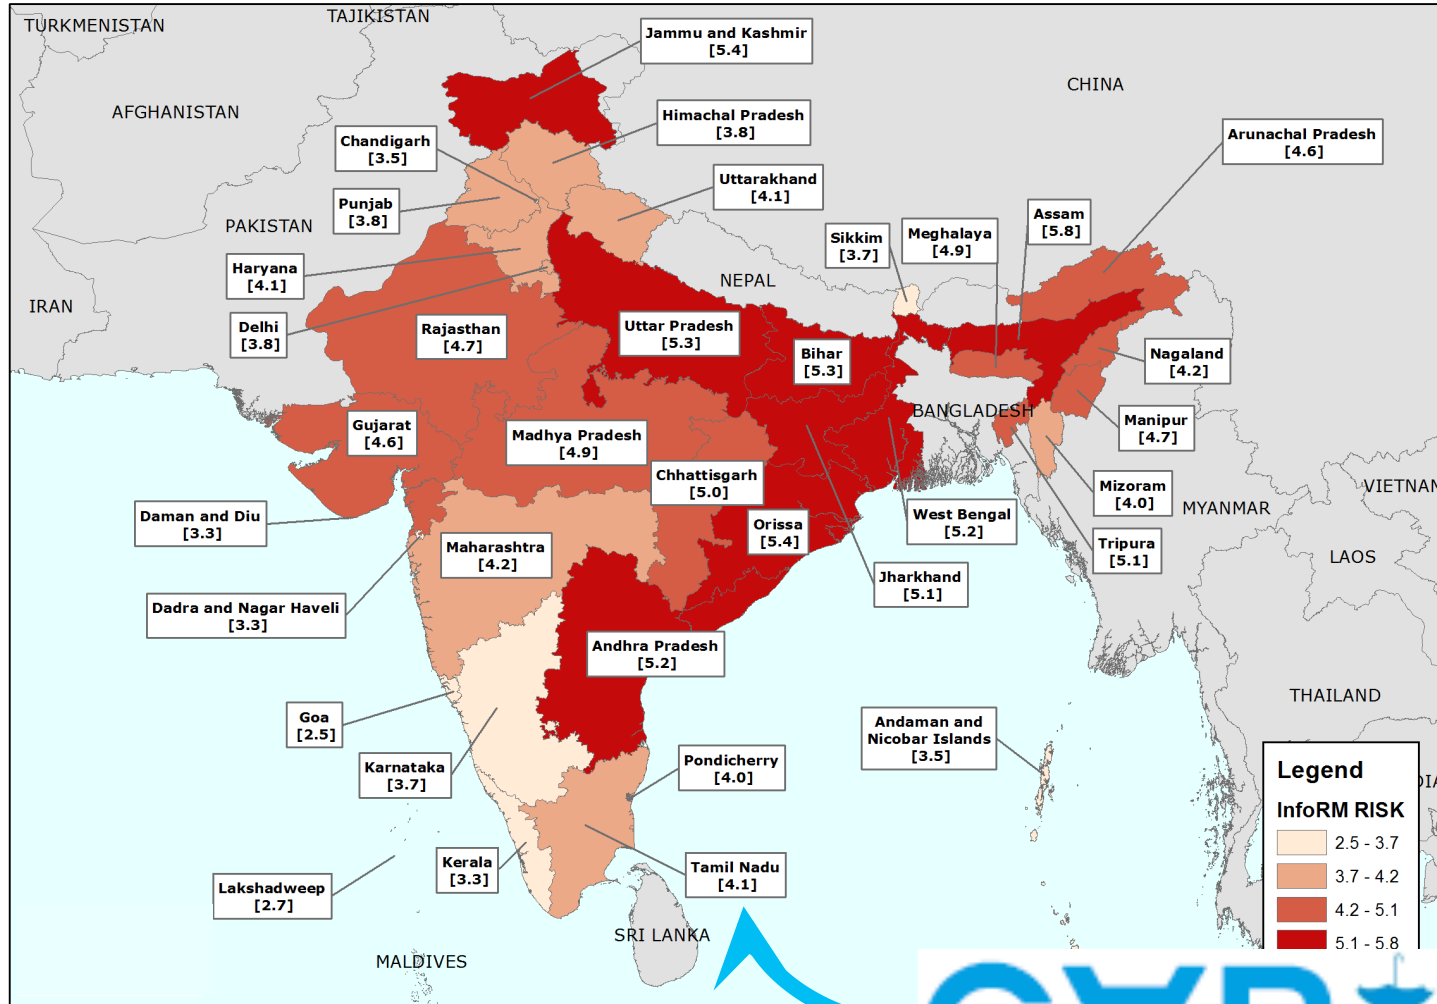 TURKMENISTAN
TAJIKISTAN
Jammu and Kashmir
[5.4]
CHINA
AFGHANISTAN
Himachal Pradesh
[3.8]
Arunachal Pradesh
[4.6]
Chandigarh
[3.5]
Uttarakhand
[4.1]
Punjab
[3.8]
PAKISTAN
Assam
[5.8]
Sikkim
[3.7]
Meghalaya
[4.9]
Haryana
[4.1]
NEPAL
IRAN
Delhi
[3.8]
Rajasthan
[4.7]
Uttar Pradesh
[5.3]
Bihar
[5.3]
Nagaland
[4.2]
BANGLADESH
Gujarat
[4.6]
Madhya Pradesh
[4.9]
Manipur
[4.7]
Chhattisgarh
[5.0]
Mizoram
[4.0]
VIETNAM
MYANMAR
Daman and Diu
[3.3]
Orissa
[5.4]
West Bengal
[5.2]
Maharashtra
[4.2]
Tripura
[5.1]
LAOS
Jharkhand
[5.1]
Dadra and Nagar Haveli
[3.3]
Andhra Pradesh
[5.2]
THAILAND
Goa
[2.5]
Andaman and
Nicobar Islands
[3.5]
Karnataka
[3.7]
Pondicherry
[4.0]
Legend
InfoRM RISK
2.5 - 3.7
3.7 - 4.2
4.2 - 5.1
5.1 - 5.8
Kerala
[3.3]
Tamil Nadu
[4.1]
Lakshadweep
[2.7]
SRI LANKA
MALDIVES